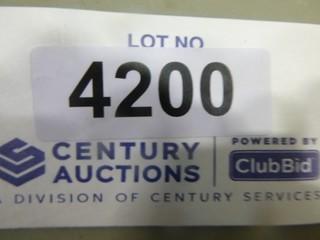 LOT NO
4200
CENTURY AUCTIONS
POWERED BY
ClubBid
A DIVISION OF CENTURY SERVICES